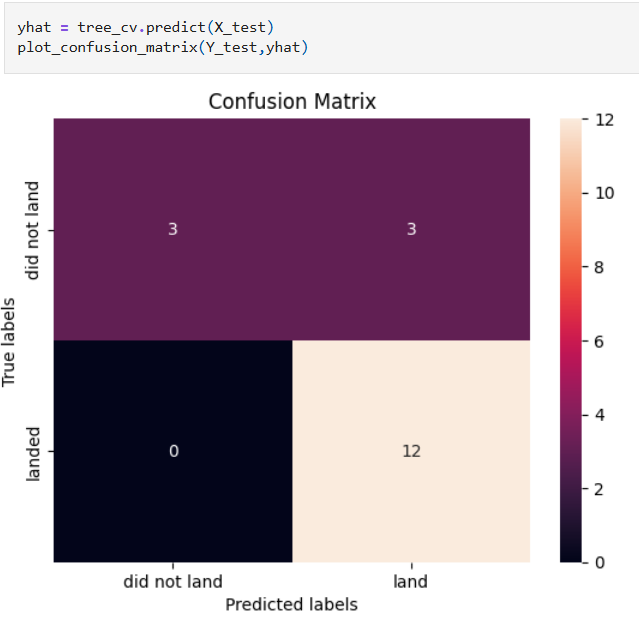 yhat = tree_cv.predict(X_test)
plot_confusion_matrix(Y_test,yhat)
Confusion Matrix
12
10
8
6
4
2
0
True labels
did not land
landed
3
3
0
12
did not land
land
Predicted labels